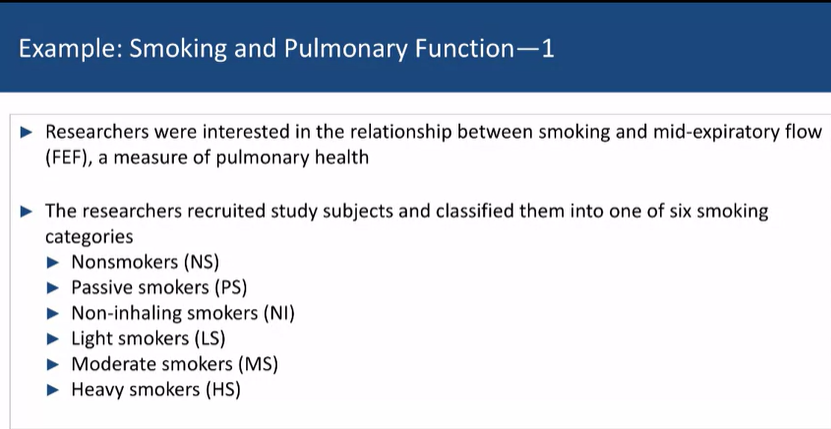 Example: Smoking and Pulmonary Function—1
► Researchers were interested in the relationship between smoking and mid-expiratory flow
(FEF), a measure of pulmonary health
► The researchers recruited study subjects and classified them into one of six smoking
categories
► Nonsmokers (NS)
► Passive smokers (PS)
► Non-inhaling smokers (NI)
► Light smokers (LS)
► Moderate smokers (MS)
► Heavy smokers (HS)